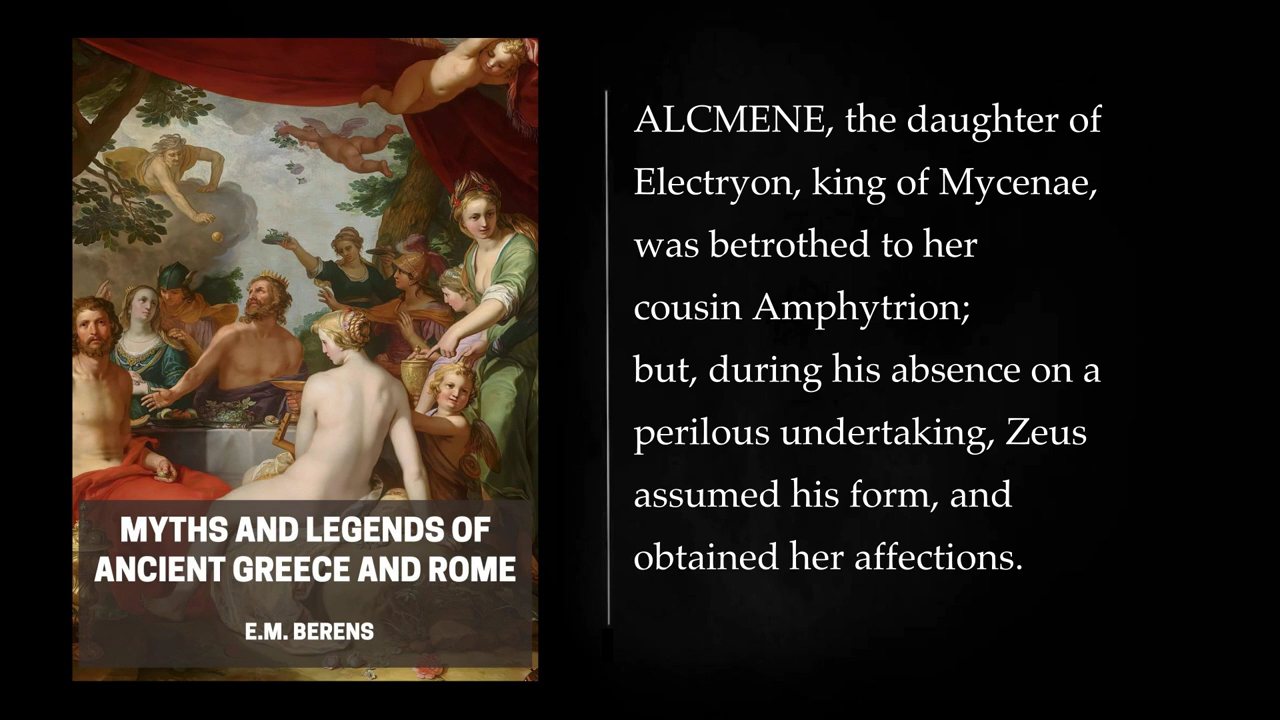 MYTHS AND LEGENDS OF
ANCIENT GREECE AND ROME
E.M. BERENS
ALCMENE, the daughter of
Electryon, king of Mycenae,
was betrothed to her
cousin Amphytrion;
but, during his absence on a
perilous undertaking, Zeus
assumed his form, and
obtained her affections.